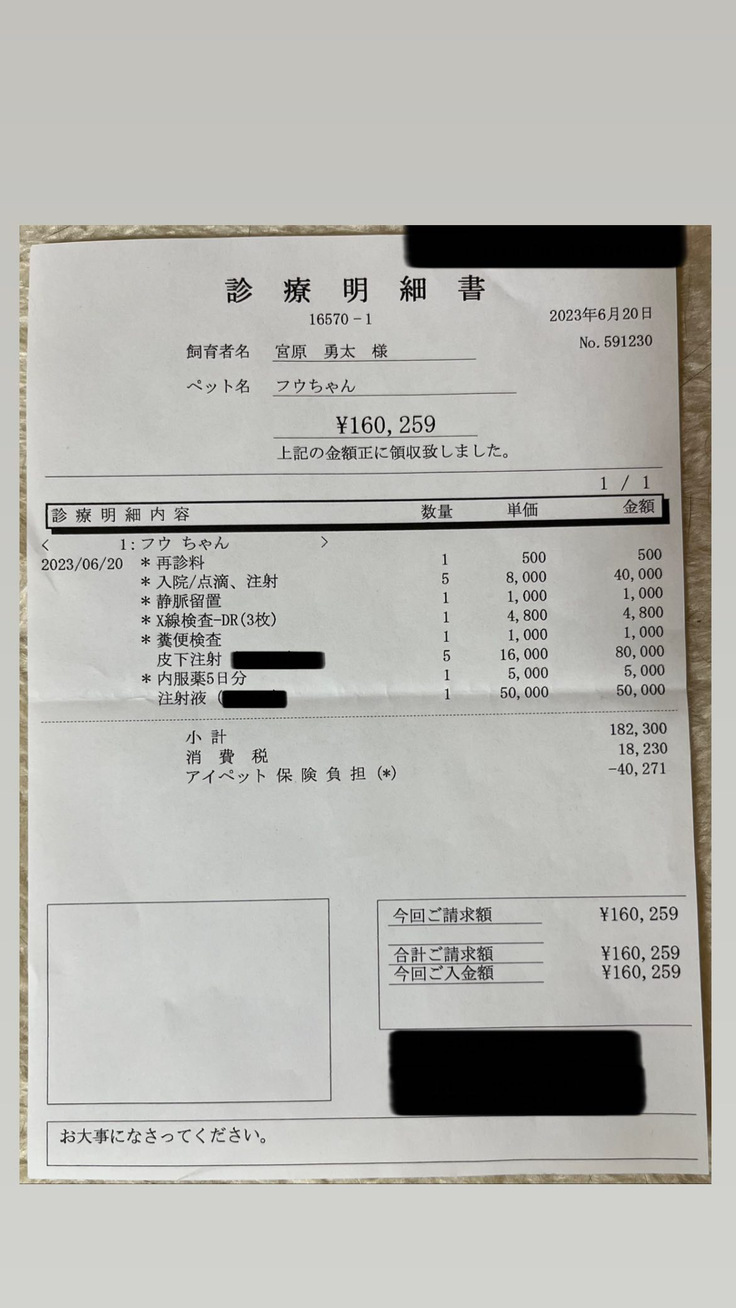 診療明細書
16570-1
2023年6月20日
No.591230
飼育者名 宮原 勇太 様
ペット名 フウちゃん
¥160,259
上記の金額正に領収致しました。
1 / 1
診療明細内容 数量 単価 金額
< 1:フウ ちゃん >
2023/06/20 *再診料 1 500 500
*入院/点滴、注射 5 8,000 40,000
*静脈留置 1 1,000 1,000
*X線検査-DR(3枚) 1 4,800 4,800
*糞便検査 1 1,000 1,000
皮下注射 5 16,000 80,000
*内服薬5日分 1 5,000 5,000
注射液 ( 1 50,000 50,000
小計 182,300
消費税 18,230
アイペット保険負担(*) -40,271
今回ご請求額 ¥160,259
合計ご請求額 ¥160,259
今回ご入金額 ¥160,259
お大事になさってください。